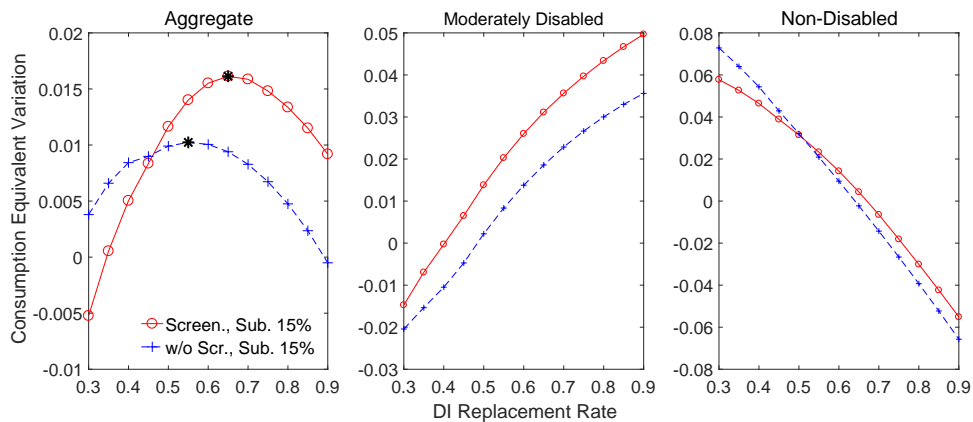 Aggregate
Moderately Disabled
Non-Disabled
Consumption Equivalent Variation
0.02
0.015
0.01
0.005
0
-0.005
-0.01
0.3 0.4 0.5 0.6 0.7 0.8 0.9
Screen., Sub. 15%
w/o Scr., Sub. 15%
0.05
0.04
0.03
0.02
0.01
0
-0.01
-0.02
-0.03
0.3 0.4 0.5 0.6 0.7 0.8 0.9
0.08
0.06
0.04
0.02
0
-0.02
-0.04
-0.06
-0.08
0.3 0.4 0.5 0.6 0.7 0.8 0.9
DI Replacement Rate